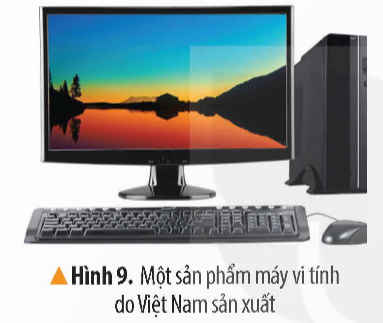 ▲ Hình 9. Một sản phẩm máy vi tính
do Việt Nam sản xuất